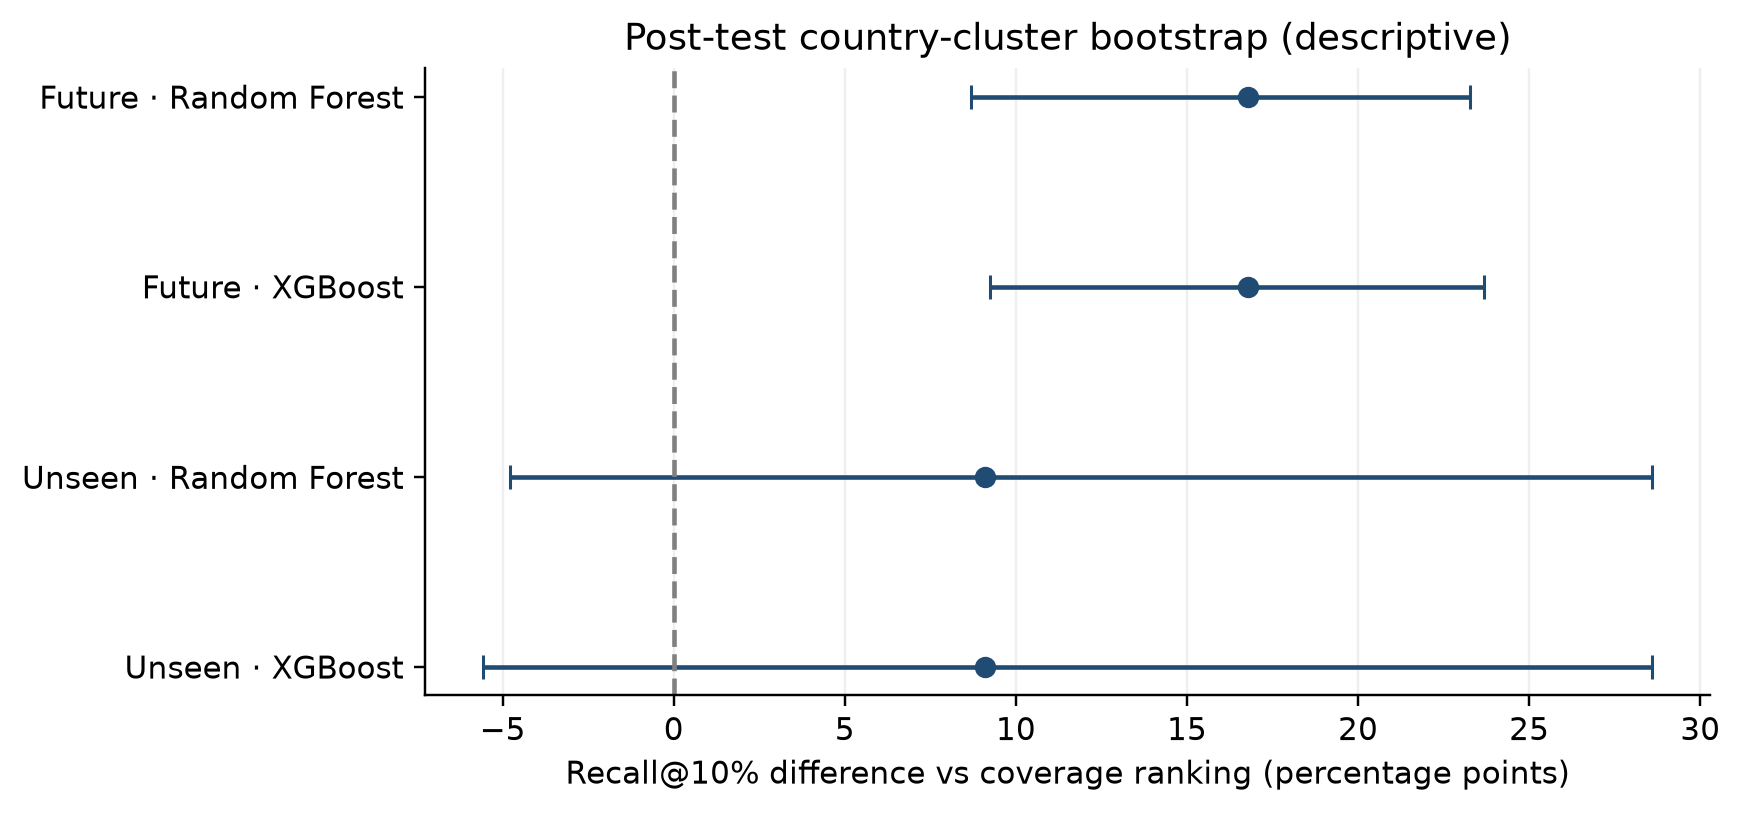 Post-test country-cluster bootstrap (descriptive)
Future · Random Forest
Future · XGBoost
Unseen · Random Forest
Unseen · XGBoost
−5 0 5 10 15 20 25 30
Recall@10% difference vs coverage ranking (percentage points)